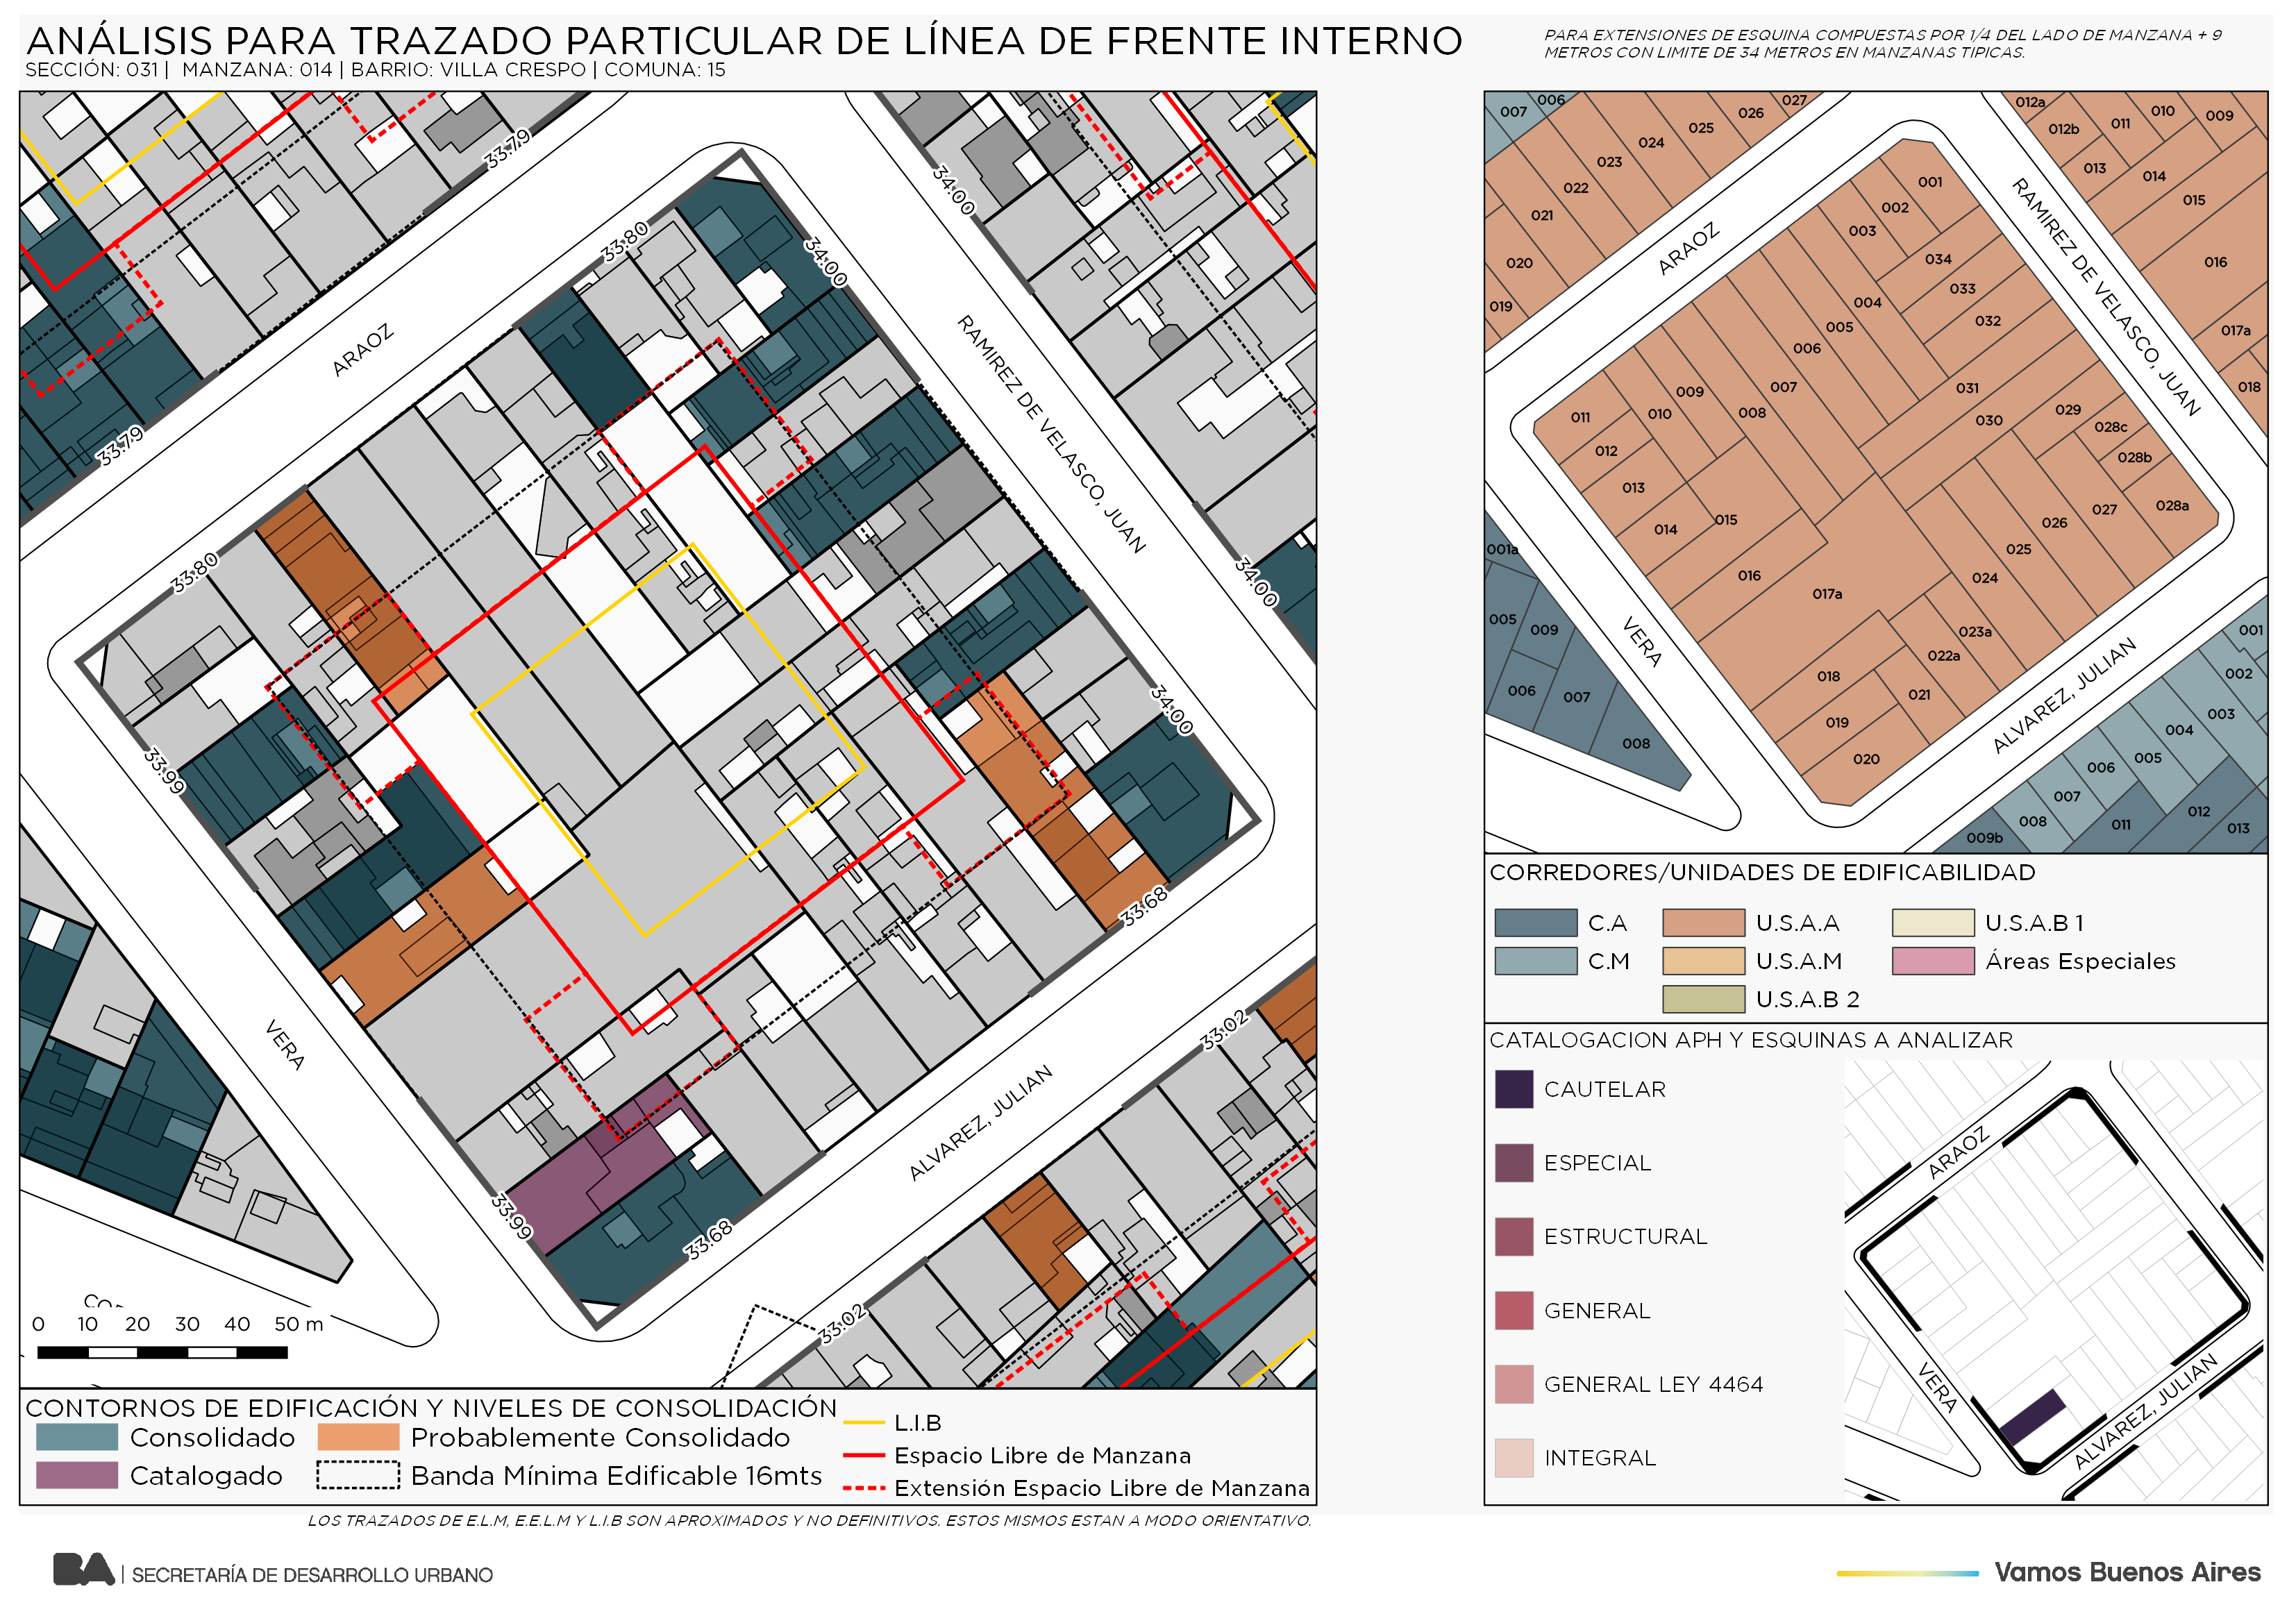 ANÁLISIS PARA TRAZADO PARTICULAR DE LÍNEA DE FRENTE INTERNO
SECCIÓN: 031 | MANZANA: 014 | BARRIO: VILLA CRESPO | COMUNA: 15
PARA EXTENSIONES DE ESQUINA COMPUESTAS POR 1/4 DEL LADO DE MANZANA + 9
METROS CON LIMITE DE 34 METROS EN MANZANAS TIPICAS.
33.79
34.00
33.80
34.00
ARAOZ
RAMIREZ DE VELASCO, JUAN
33.79
33.80
34.00
34.00
33.99
33.68
VERA
33.02
ALVAREZ, JULIAN
33.99
33.68
33.02
0 10 20 30 40 50 m
007
006
027
026
025
024
023
022
021
020
019
012a
010
009
012b
011
013
014
015
016
017a
018
ARAOZ
RAMIREZ DE VELASCO, JUAN
001
002
003
034
033
004
032
005
006
007
031
008
009
010
011
030
029
028c
012
028b
013
028a
027
014
015
026
025
016
024
017a
023a
022a
018
021
019
020
VERA
ALVAREZ, JULIAN
001a
005
009
006
007
008
001
002
003
004
005
006
007
008
009b
011
012
013
CORREDORES/UNIDADES DE EDIFICABILIDAD
C.A
U.S.A.A
U.S.A.B 1
C.M
U.S.A.M
Áreas Especiales
U.S.A.B 2
CATALOGACION APH Y ESQUINAS A ANALIZAR
CAUTELAR
ESPECIAL
ESTRUCTURAL
GENERAL
GENERAL LEY 4464
INTEGRAL
ARAOZ
VERA
ALVAREZ, JULIAN
CONTORNOS DE EDIFICACIÓN Y NIVELES DE CONSOLIDACIÓN
Consolidado
Probablemente Consolidado
Catalogado
Banda Mínima Edificable 16mts
L.I.B
Espacio Libre de Manzana
Extensión Espacio Libre de Manzana
LOS TRAZADOS DE E.L.M, E.E.L.M Y L.I.B SON APROXIMADOS Y NO DEFINITIVOS. ESTOS MISMOS ESTAN A MODO ORIENTATIVO.
BA | SECRETARÍA DE DESARROLLO URBANO
Vamos Buenos Aires